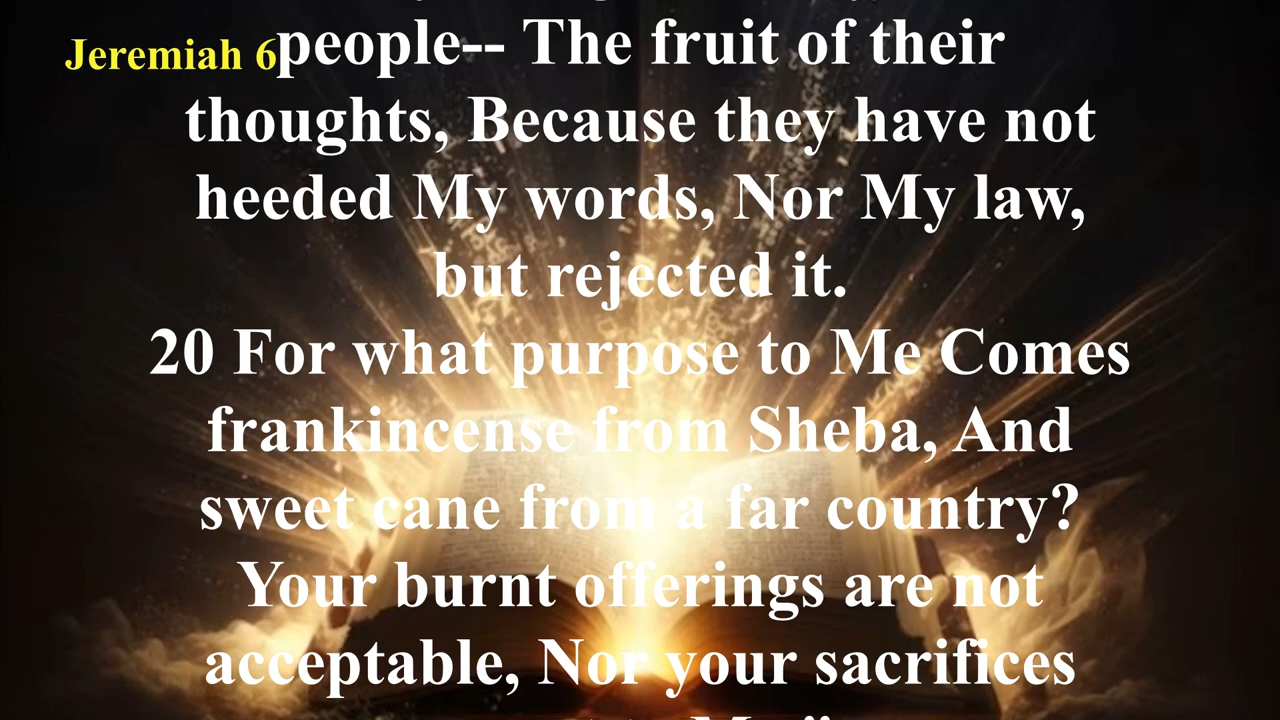 Jeremiah 6
people-- The fruit of their
thoughts, Because they have not
heeded My words, Nor My law,
but rejected it.
20 For what purpose to Me Comes
frankincense from Sheba, And
sweet cane from a far country?
Your burnt offerings are not
acceptable, Nor your sacrifices